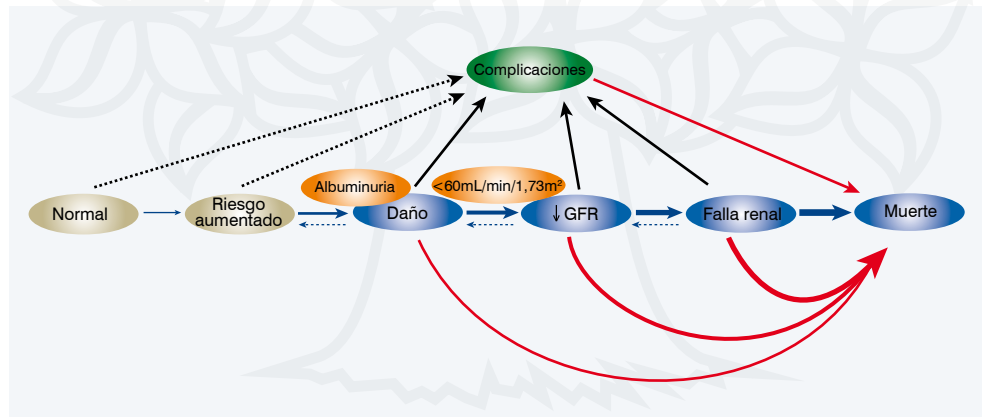 Complicaciones
Albuminuria
<60mL/min/1,73m²
Normal
Riesgo
aumentado
Daño
↓ GFR
Falla renal
Muerte